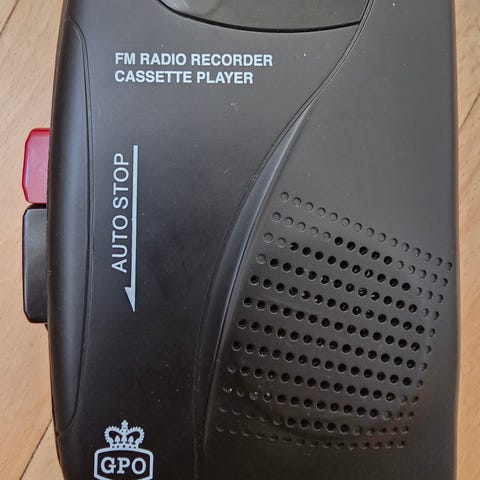 FM RADIO RECORDER
CASSETTE PLAYER
AUTO STOP
GPO